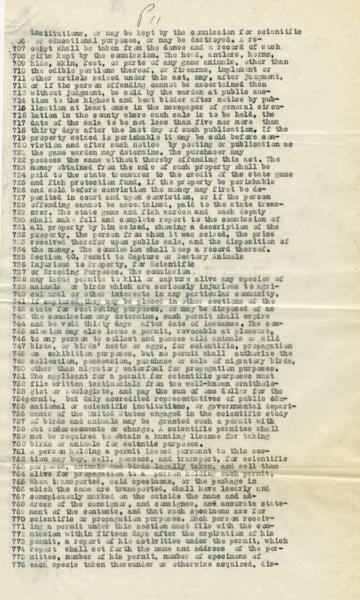 P 11
institutions, or may be kept by the commission for scientific
706 or educational purposes, or may be destroyed. A re-
707 ceipt shall be taken from the donee and a record of such
708 gifts kept by the commission. The head, antlers, horns,
709 hide, skin, feet, or parts of any game animals, other than
710 the edible portions thereof, or firearms, implement or
711 other article seized under this act, may, after judgment,
712 or if the person offending cannot be ascertained then
713 without judgment, be sold by the warden at public auc-
714 tion to the highest and best bidder after notice by pub-
715 lication at least once in the newspaper of general circu-
716 lation in the county where such sale is to be held, the
717 date of sale to be not less than five nor more than
718 thirty days after the last day of such publication. If the
719 property seized is perishable it may be sold before con-
720 viction and after such notice by posting or publication as
721 the game warden may determine. The purchaser may
722 possess the same without thereby offending this act. The
723 money obtained from the sale of such property shall be
724 paid to the state treasurer to the credit of the state game
725 and fish protection fund, if the property be perishable
726 and sold before conviction the money may first be de-
727 posited in court and upon conviction, or if the person
728 offending cannot be ascertained, paid to the state treas-
729 urer. The state game and fish warden and each deputy
730 shall make full and complete report to the commission of
731 all property by him seized, showing a description of the
732 property, the person from whom it was seized, the price
733 received therefor upon public sale, and the disposition of
734 the money. The commission shall keep a record thereof.
735 Section 40. permit to Capture or Destory Animals
736 Injurious to Property, for Scientific
737 or Breeding Purposes. The commission
738 may issue permit to kill or capture alive any species of
739 animals or birds which are seriously injurious to agri-
740 cultural or other interests in any particular community.
741 if captured, they may be placed in other sections of the
742 state for restocking purposes, or may be disposed of as
743 the commission may determine, such permit shall expire
744 and be void thirty days after date of issuance. The com-
745 mission may also issue a permit, revocable at pleasure,
746 to any person to collect and possess wild animals or wild
747 birds, or birds' nests or eggs, for scientific, propagation
748 or exhibition purposes, but no permit shall authorize the
749 collection, possession, purchase or sale of migratory birds,
750 other than migratory waterfowl for propagation purposes.
751 The applicant for a permit for scientific purposes must
752 file written testimonials from two well-known ornitholo-
753 gist or zoologists, and pay the sum of one dollar for the
754 permit, but duly accredited representatives of public edu-
755 cational or scientific institutions, or governmental depart-
756 ments of the United States engaged in the scientific study
757 of birds and animals may be granted such a permit with
758 out endorsements or charge. A scientific permittee shall
759 not be required to obtain a hunting license for taking
760 birds or animals for scientific purposes.
761 A person holding a permit issued pursuant to this sec-
762 tion may buy, sell, possess, and transport, for scientific
763 purposes, animals and birds legally taken, and sell them
764 alive for propagation to a person holding such permit.
765 When transported, said specimens, or the package in
766 which the same are transported, shall have clearly and
767 conspicuously marked on the outside the name and ad-
768 dress of the consignor, and consignee, and accurate state-
769 ment of the contents, and that such specimens are for
770 scientific or propagation purposes. Each person receiv-
771 ing a permit under this section must file with the com-
772 mission within fifteen days after the expiration of his
773 permit, a report of his activities under the permit, which
774 report shall set forth the name and address of the per-
775 mittee, number of his permit, number of specimens of
776 each specie taken thereunder or otherwise acquired, dis-